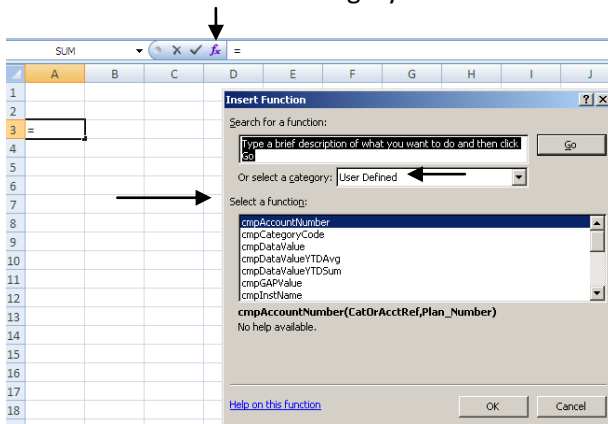 SUM fx =
A B C D E F G H I J
1 Insert Function
2 Search for a function:
3 = Type a brief description of what you want to do and then click Go Go
4
5
6 Or select a category: User Defined
7 Select a function:
8 cmpAccountNumber
cmpCategoryCode
9 cmpDataValue
10 cmpDataValueYTDAvg
11 cmpDataValueYTDSum
cmpGAPValue
12 cmpInstName
13 cmpAccountNumber(CatOrAcctRef,Plan_Number)
14 No help available.
15
16
17
18 Help on this function OK Cancel